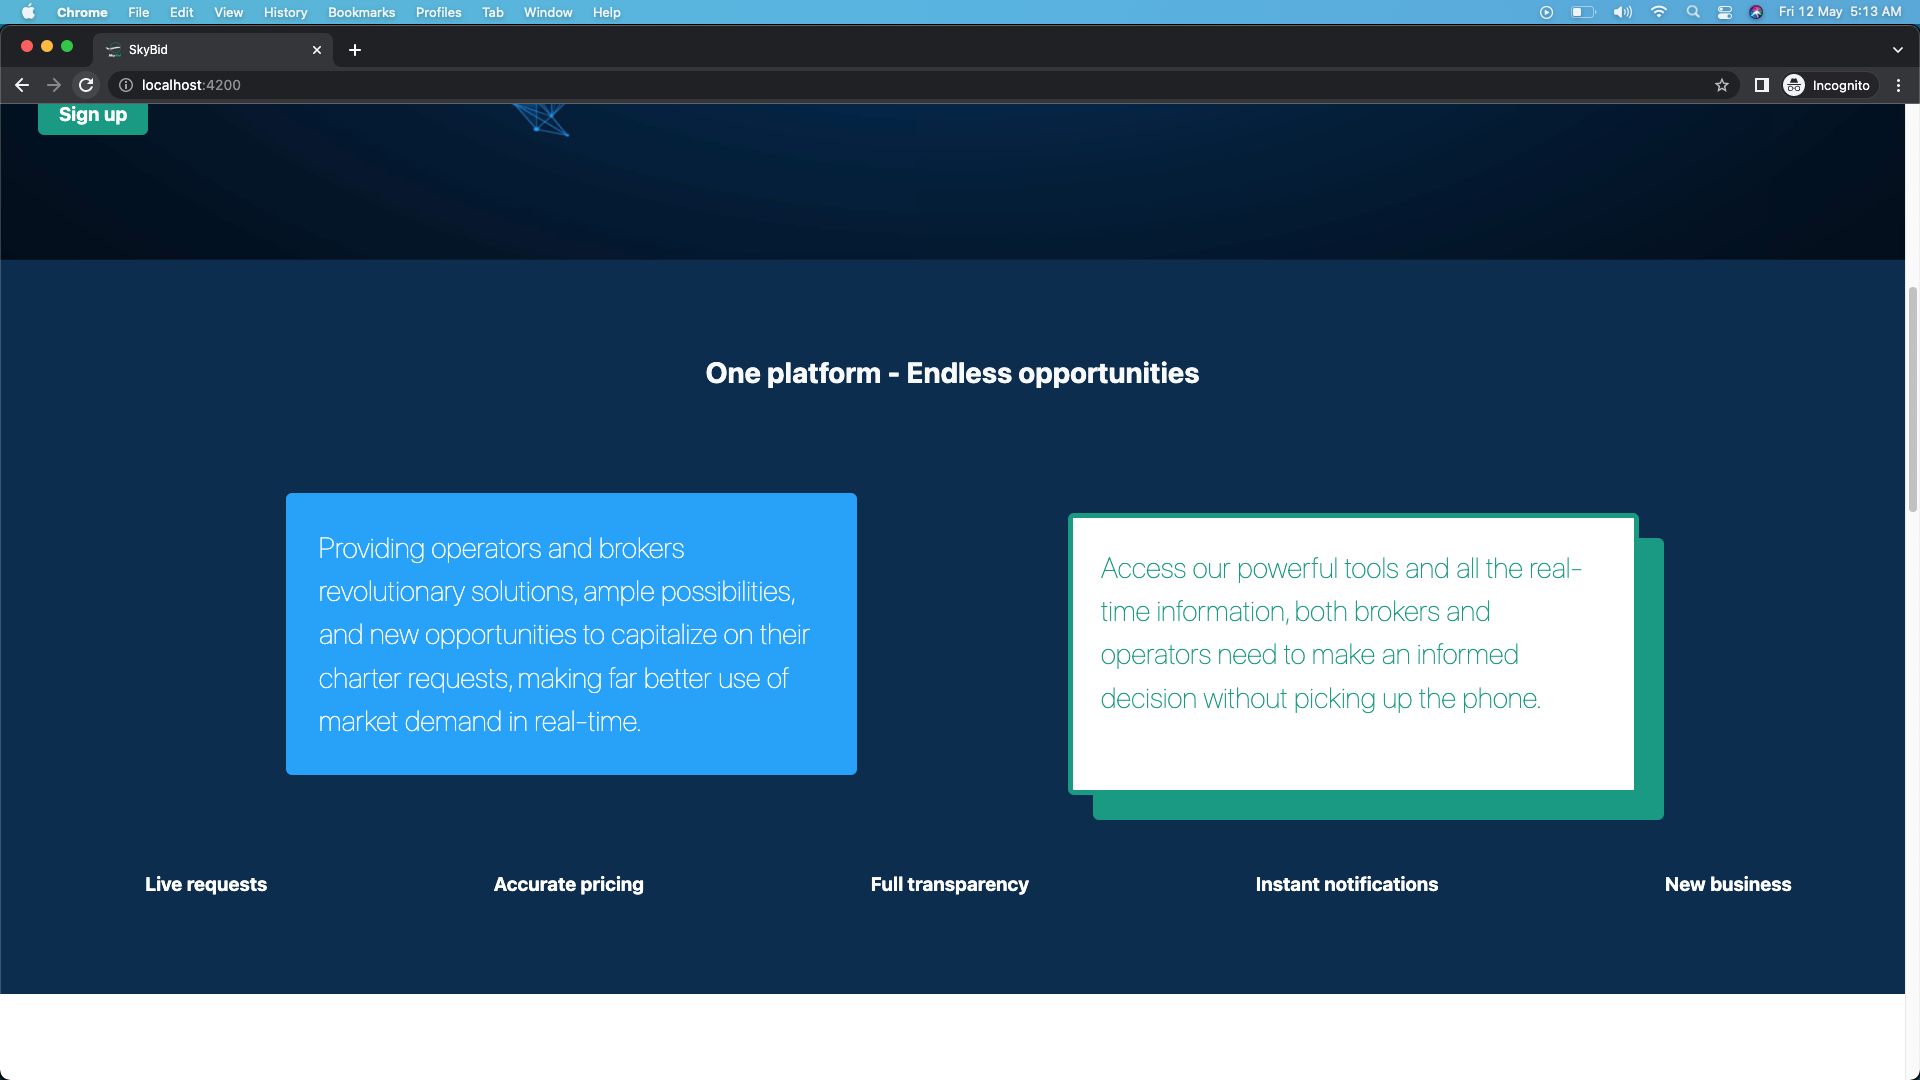 Chrome File Edit View History Bookmarks Profiles Tab Window Help Fri 12 May 5:13 AM
SkyBid
localhost:4200 Incognito
Sign up
One platform - Endless opportunities
Providing operators and brokers
revolutionary solutions, ample possibilities,
and new opportunities to capitalize on their
charter requests, making far better use of
market demand in real-time.
Access our powerful tools and all the real-
time information, both brokers and
operators need to make an informed
decision without picking up the phone.
Live requests Accurate pricing Full transparency Instant notifications New business